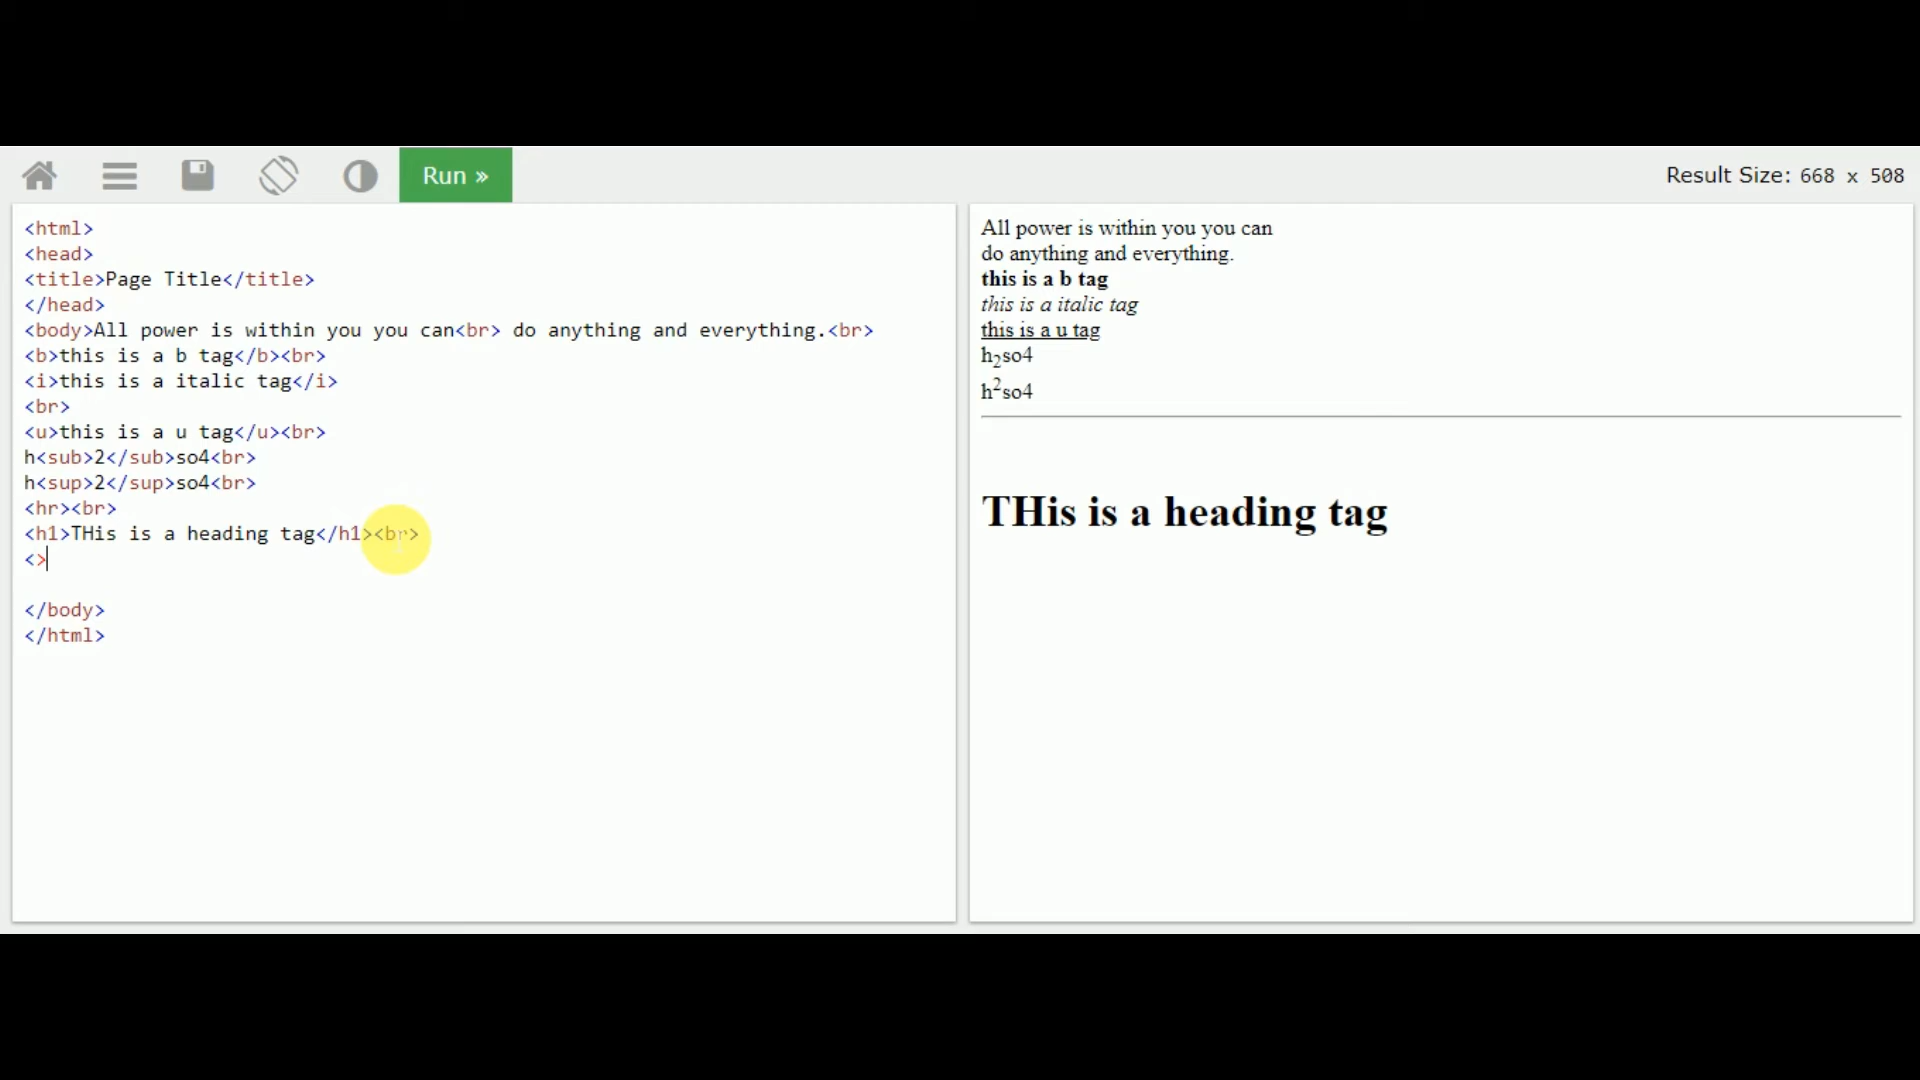 Run »
Result Size: 668 x 508
<html>
<head>
<title>Page Title</title>
</head>
<body>All power is within you you can<br> do anything and everything.<br>
<b>this is a b tag</b><br>
<i>this is a italic tag</i>
<br>
<u>this is a u tag</u><br>
h<sub>2</sub>so4<br>
h<sup>2</sup>so4<br>
<hr><br>
<h1>THis is a heading tag</h1><br>
<>
</body>
</html>
All power is within you you can
do anything and everything.
this is a b tag
this is a italic tag
this is a u tag
h2so4
h2so4
THis is a heading tag